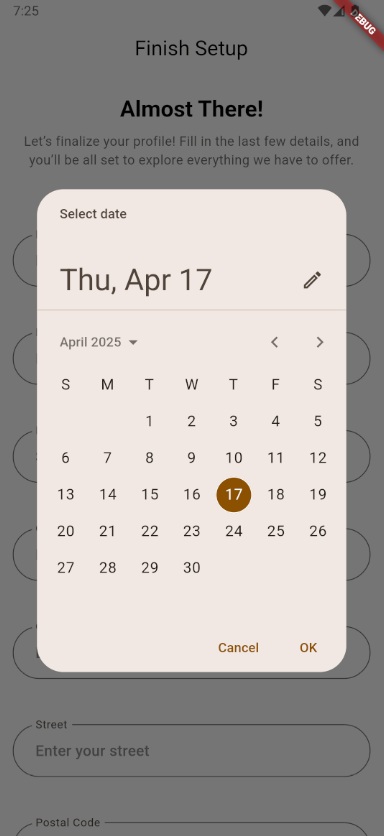 7:25
DEBUG
Finish Setup
Almost There!
Let's finalize your profile! Fill in the last few details, and
you'll be all set to explore everything we have to offer.
Select date
Thu, Apr 17
April 2025
S M T W T F S
1 2 3 4 5
6 7 8 9 10 11 12
13 14 15 16 17 18 19
20 21 22 23 24 25 26
27 28 29 30
Cancel OK
Street
Enter your street
Postal Code